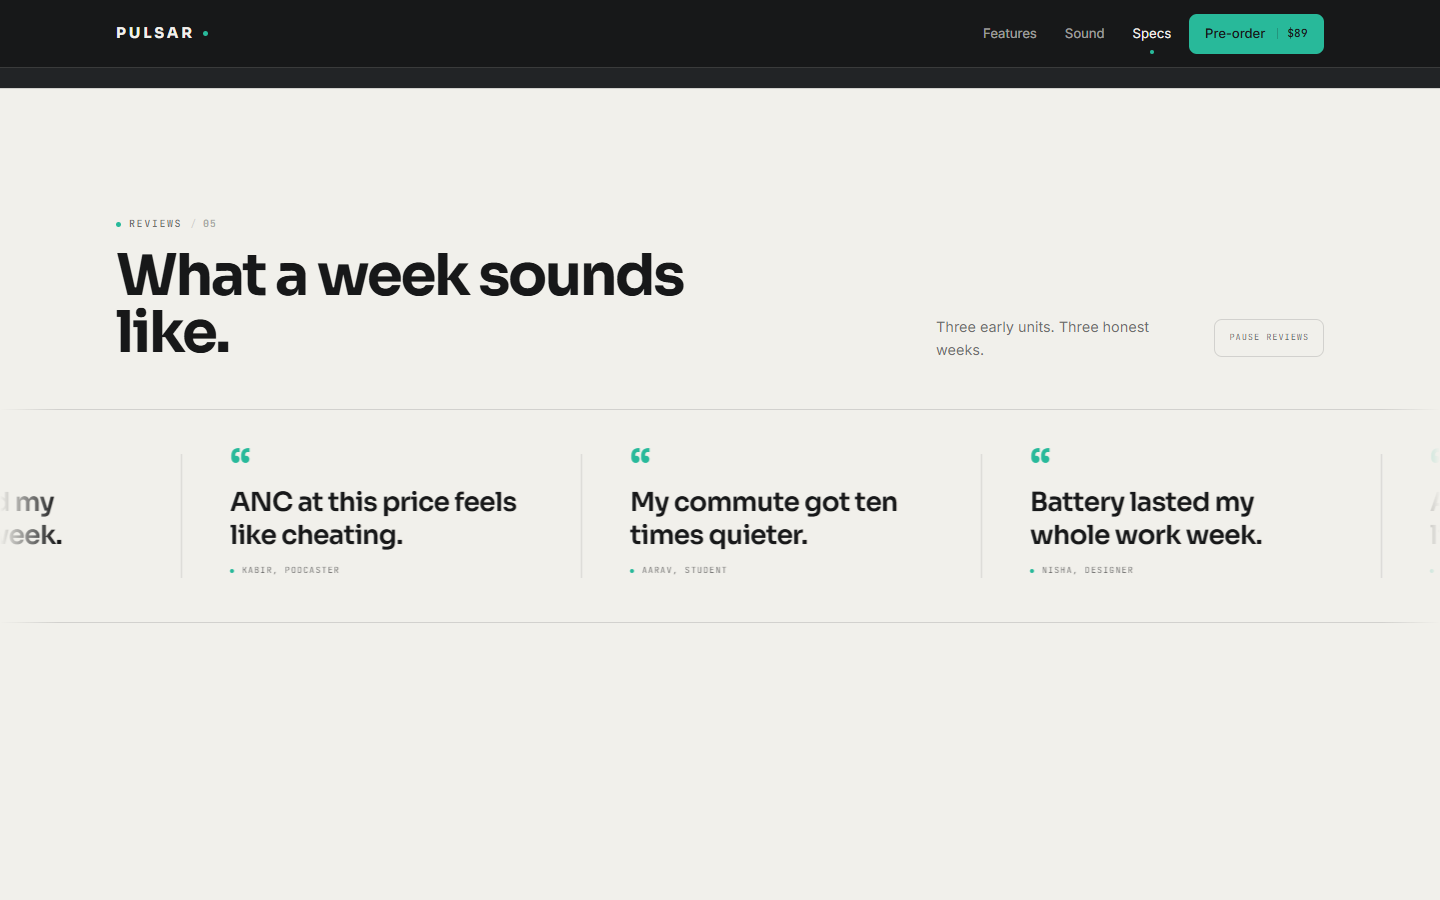 PULSAR
Features
Sound
Specs
Pre-order | $89
REVIEWS / 05
What a week sounds
like.
Three early units. Three honest
weeks.
PAUSE REVIEWS
my
week.
“
ANC at this price feels
like cheating.
KABIR, PODCASTER
“
My commute got ten
times quieter.
AARAV, STUDENT
“
Battery lasted my
whole work week.
NISHA, DESIGNER